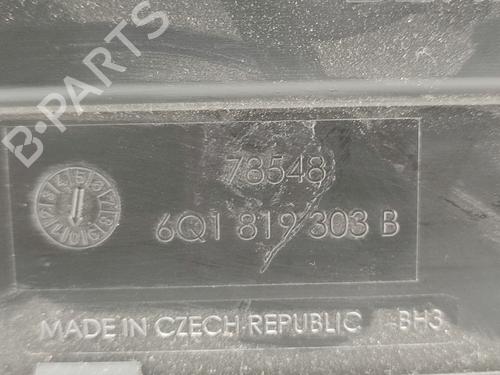 B-PARTS
78548
6Q1 819 303 B
MADE IN CZECH REPUBLIC BH3